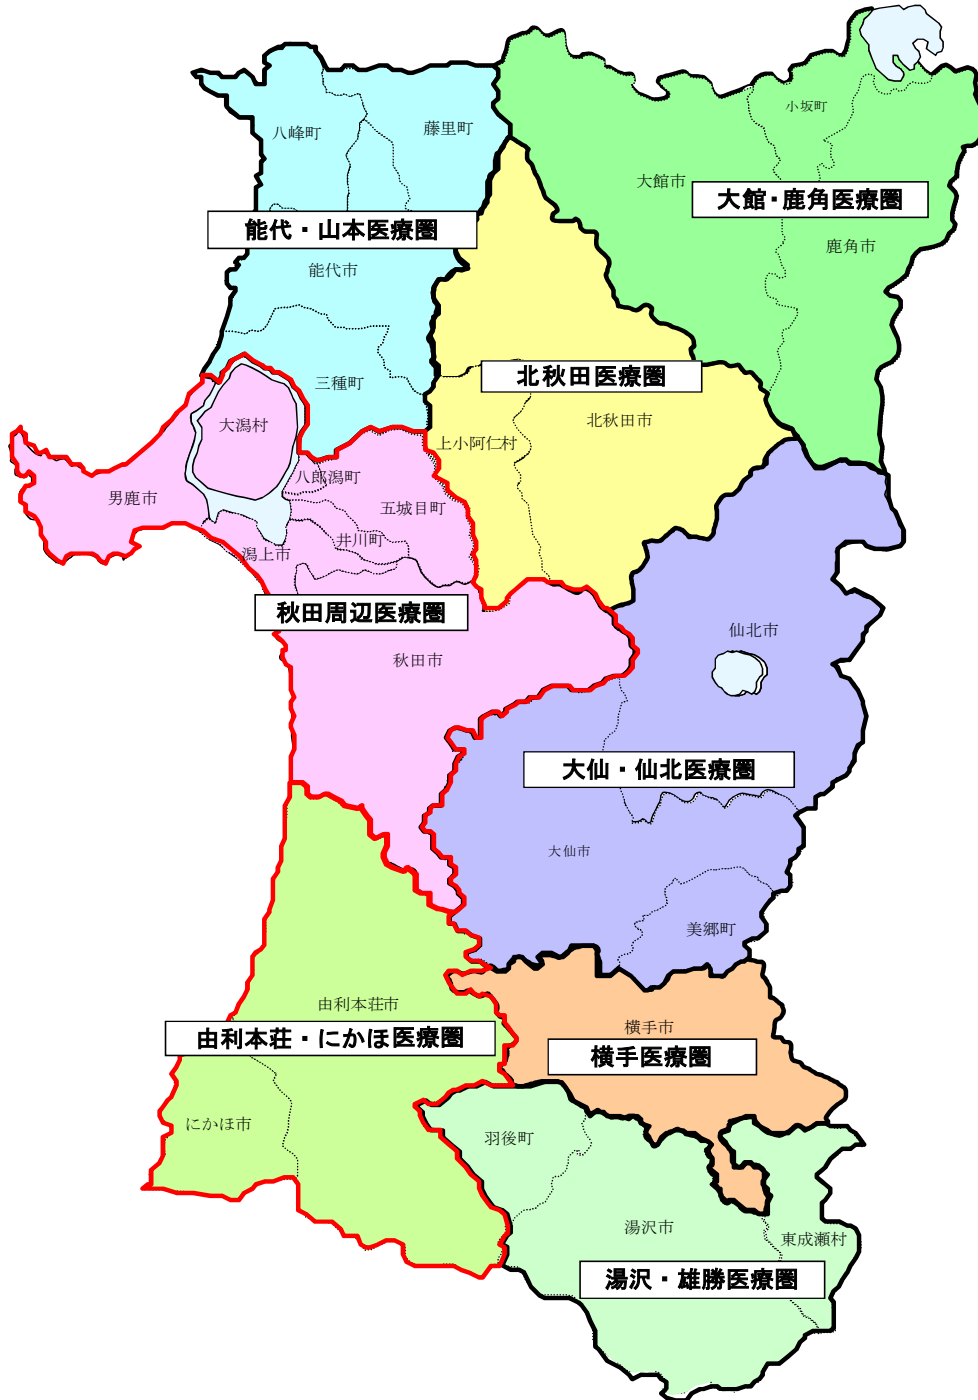 小坂町
八峰町
藤里町
大館市
大館・鹿角医療圏
能代・山本医療圏
鹿角市
能代市
北秋田医療圏
三種町
大潟村
北秋田市
上小阿仁村
八郎潟町
男鹿市
五城目町
井川町
潟上市
秋田周辺医療圏
仙北市
秋田市
大仙・仙北医療圏
大仙市
美郷町
由利本荘市
横手市
由利本荘・にかほ医療圏
横手医療圏
にかほ市
羽後町
湯沢市
東成瀬村
湯沢・雄勝医療圏